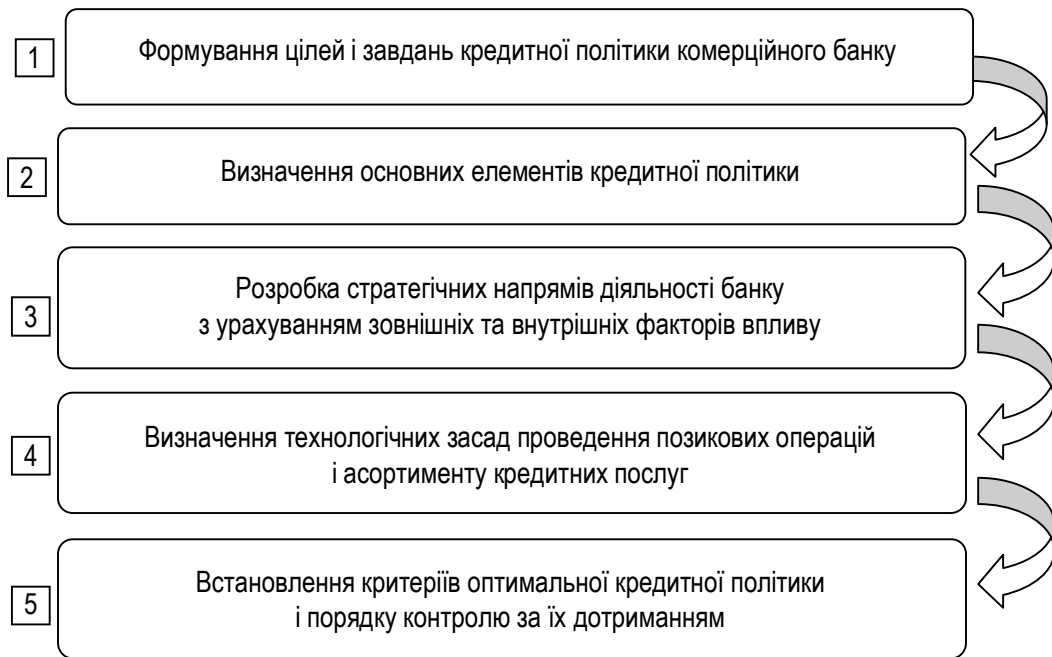 1
Формування цілей і завдань кредитної політики комерційного банку
2
Визначення основних елементів кредитної політики
3
Розробка стратегічних напрямів діяльності банку
з урахуванням зовнішніх та внутрішніх факторів впливу
4
Визначення технологічних засад проведення позикових операцій
і асортименту кредитних послуг
5
Встановлення критеріїв оптимальної кредитної політики
і порядку контролю за їх дотриманням